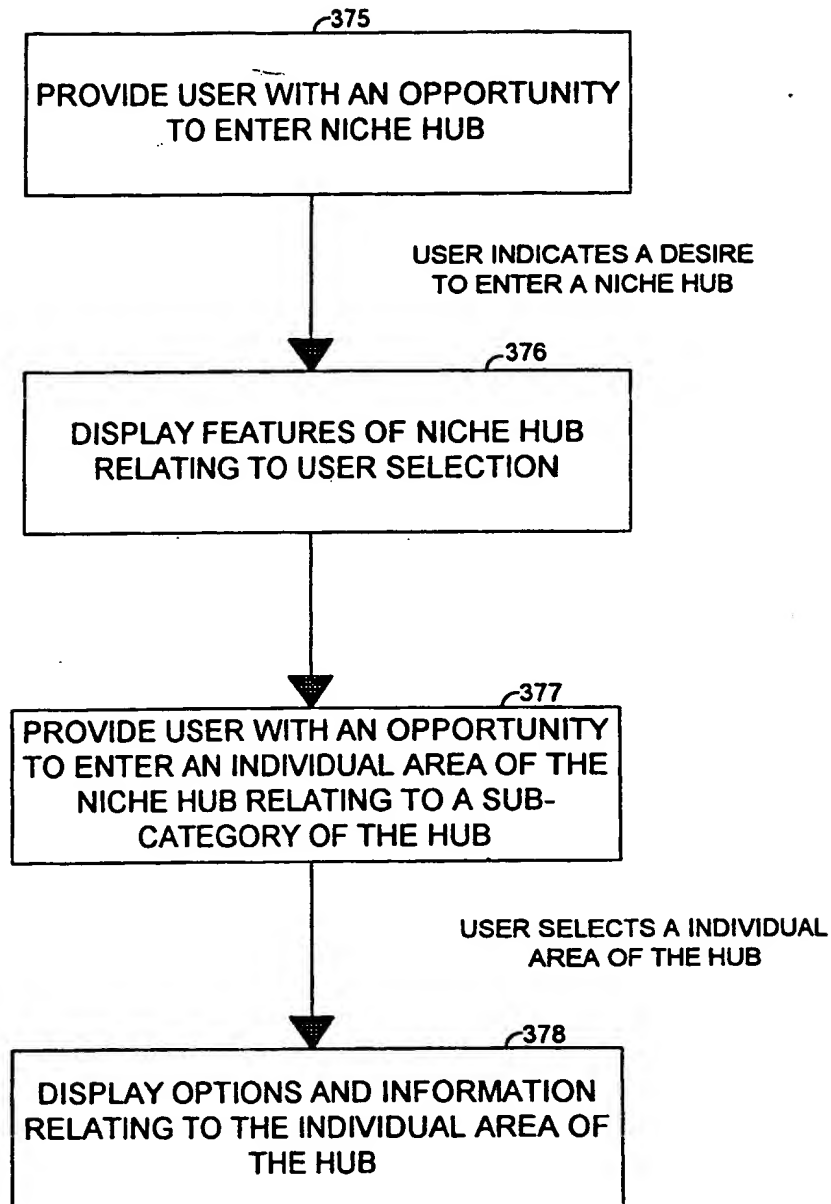 375
PROVIDE USER WITH AN OPPORTUNITY
TO ENTER NICHE HUB
USER INDICATES A DESIRE
TO ENTER A NICHE HUB
376
DISPLAY FEATURES OF NICHE HUB
RELATING TO USER SELECTION
377
PROVIDE USER WITH AN OPPORTUNITY
TO ENTER AN INDIVIDUAL AREA OF THE
NICHE HUB RELATING TO A SUB-
CATEGORY OF THE HUB
USER SELECTS A INDIVIDUAL
AREA OF THE HUB
378
DISPLAY OPTIONS AND INFORMATION
RELATING TO THE INDIVIDUAL AREA OF
THE HUB